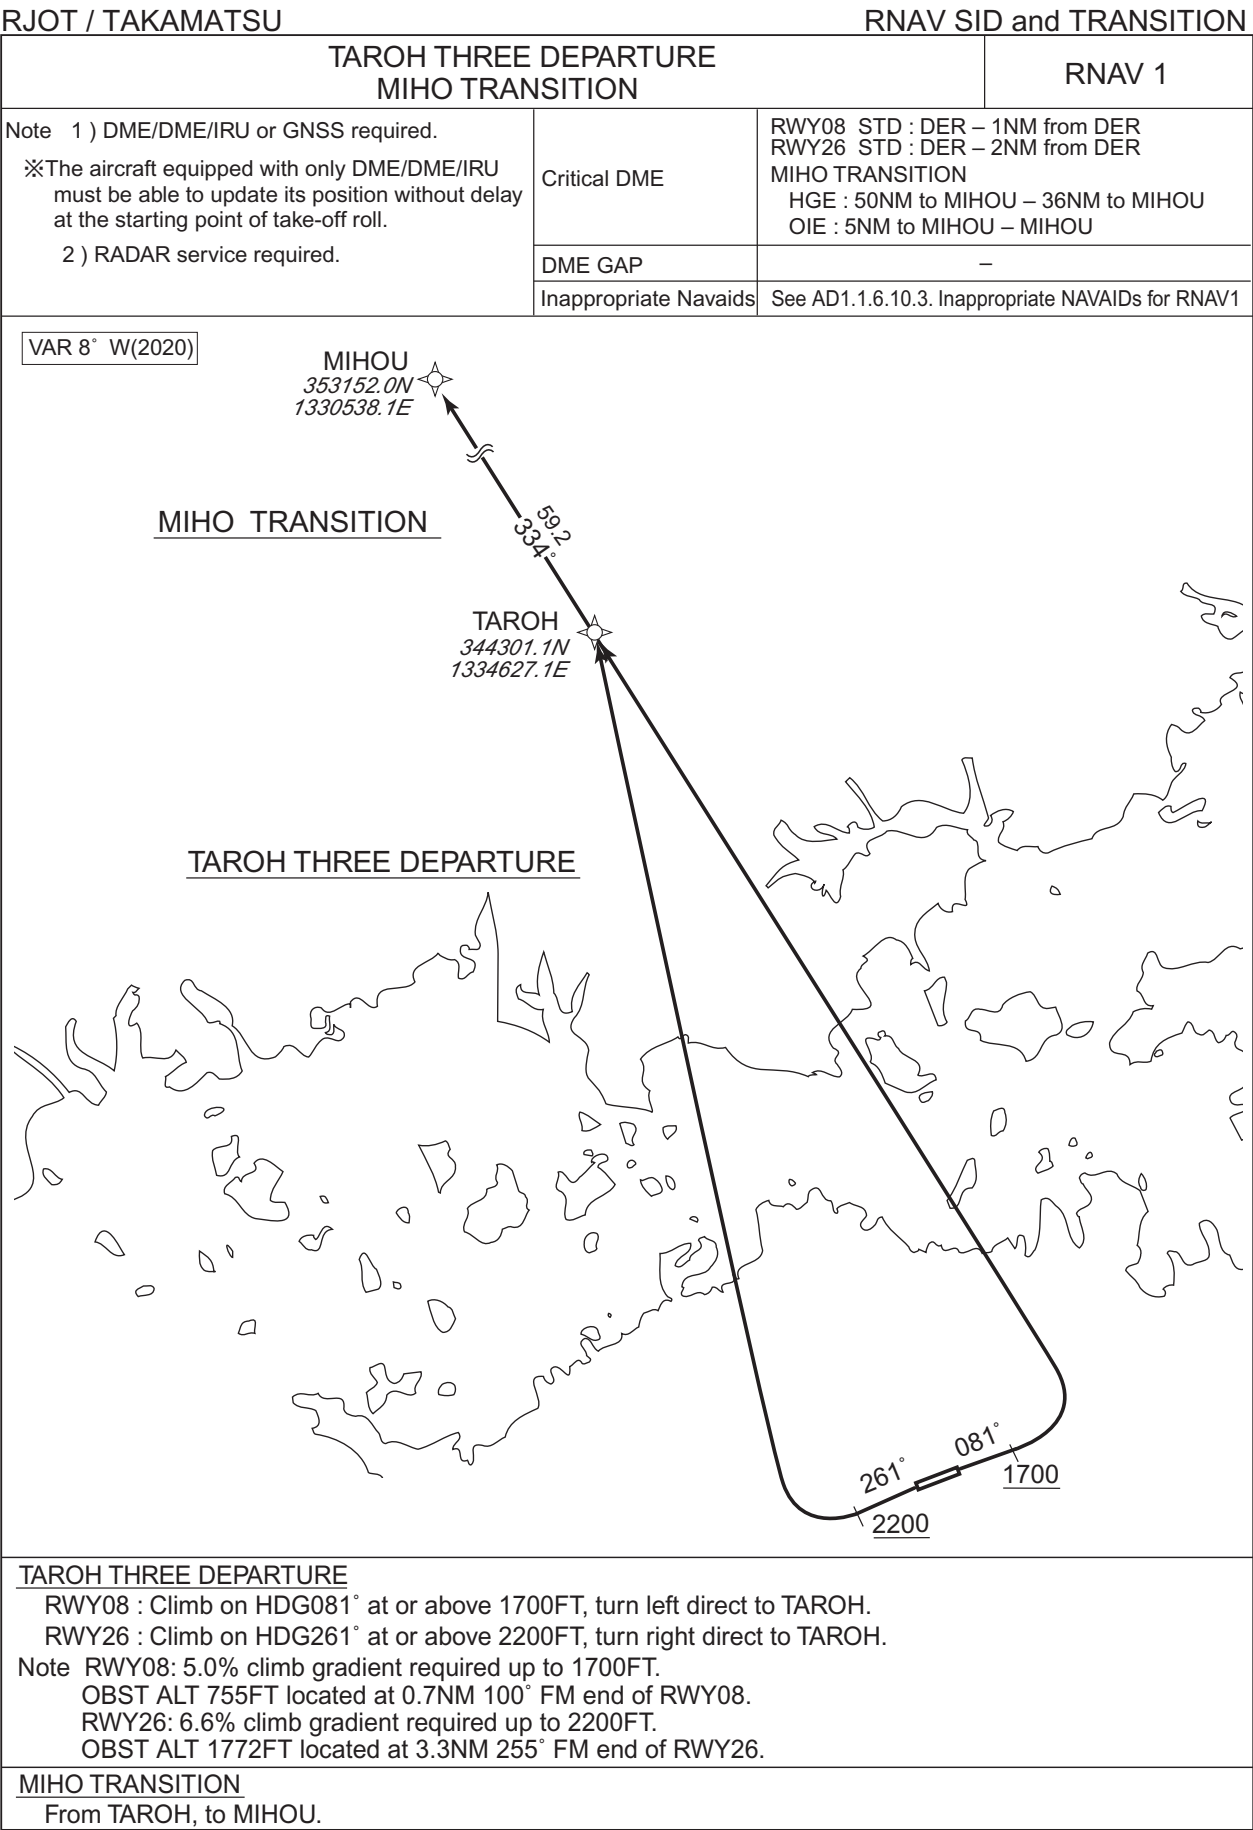 RJOT / TAKAMATSU
RNAV SID and TRANSITION
TAROH THREE DEPARTURE
MIHO TRANSITION
RNAV 1
Note 1 ) DME/DME/IRU or GNSS required.
※The aircraft equipped with only DME/DME/IRU
must be able to update its position without delay
at the starting point of take-off roll.
2 ) RADAR service required.
Critical DME
RWY08 STD : DER – 1NM from DER
RWY26 STD : DER – 2NM from DER
MIHO TRANSITION
HGE : 50NM to MIHOU – 36NM to MIHOU
OIE : 5NM to MIHOU – MIHOU
DME GAP
–
Inappropriate Navaids
See AD1.1.6.10.3. Inappropriate NAVAIDs for RNAV1
VAR 8° W(2020)
MIHOU
353152.0N
1330538.1E
59.2
334°
MIHO TRANSITION
TAROH
344301.1N
1334627.1E
TAROH THREE DEPARTURE
081°
261°
1700
2200
TAROH THREE DEPARTURE
RWY08 : Climb on HDG081° at or above 1700FT, turn left direct to TAROH.
RWY26 : Climb on HDG261° at or above 2200FT, turn right direct to TAROH.
Note RWY08: 5.0% climb gradient required up to 1700FT.
OBST ALT 755FT located at 0.7NM 100° FM end of RWY08.
RWY26: 6.6% climb gradient required up to 2200FT.
OBST ALT 1772FT located at 3.3NM 255° FM end of RWY26.
MIHO TRANSITION
From TAROH, to MIHOU.